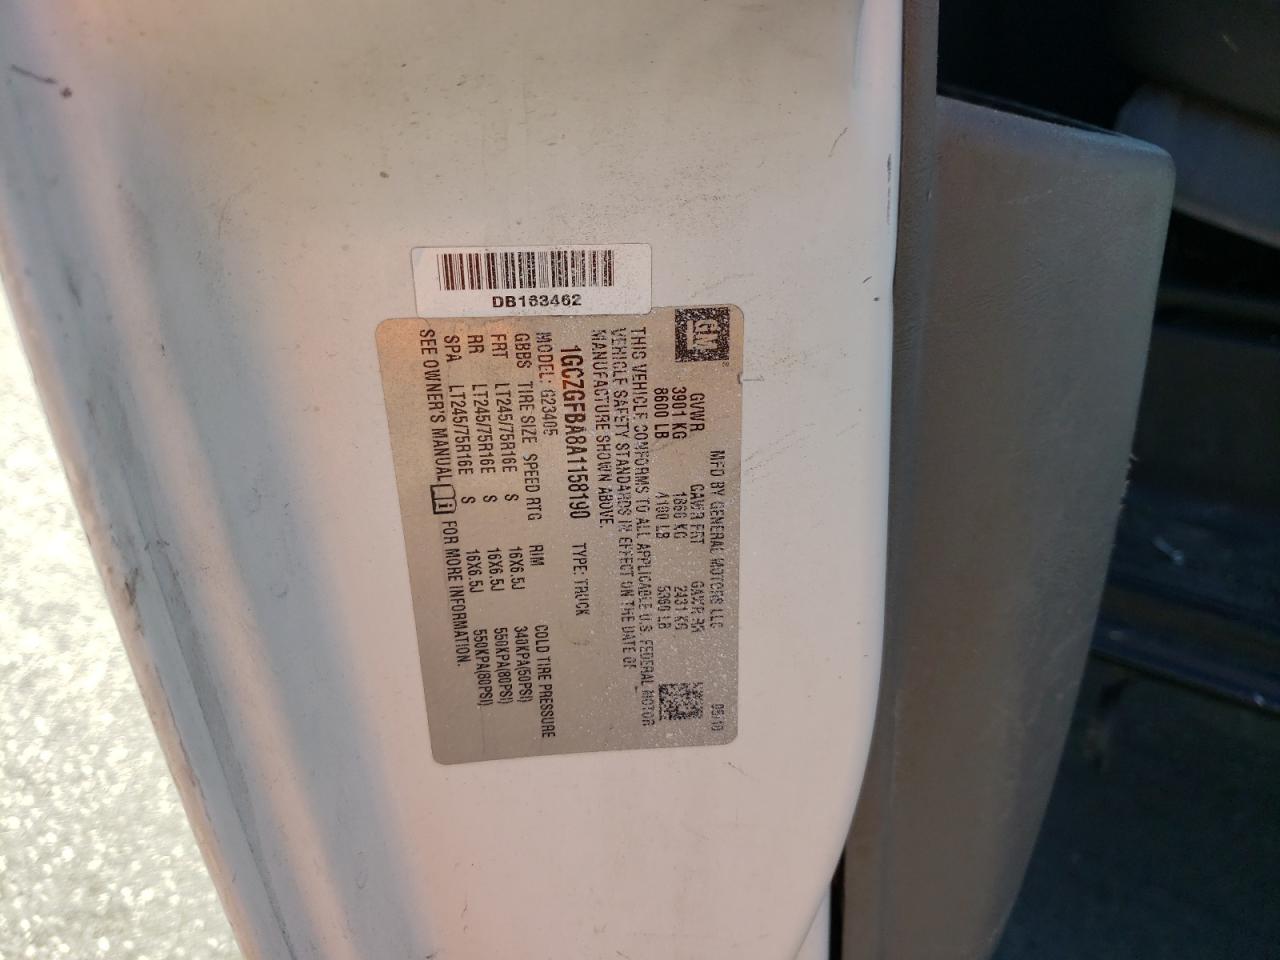 DB163462
GM
MFD BY GENERAL MOTORS LLC 05/10
GVWR GAWR FRT GAWR RR
3901 KG 1860 KG 2431 KG
8600 LB 4100 LB 5360 LB
THIS VEHICLE CONFORMS TO ALL APPLICABLE U.S. FEDERAL MOTOR
VEHICLE SAFETY STANDARDS IN EFFECT ON THE DATE OF
MANUFACTURE SHOWN ABOVE.
1GCZGFBA8A1158190 TYPE: TRUCK
MODEL: G23405
GBBS TIRE SIZE SPEED RTG RIM COLD TIRE PRESSURE
FRT LT245/75R16E S 16X6.5J 340KPA(50PSI)
RR LT245/75R16E S 16X6.5J 550KPA(80PSI)
SPA LT245/75R16E S 16X6.5J 550KPA(80PSI)
SEE OWNER'S MANUAL FOR MORE INFORMATION.